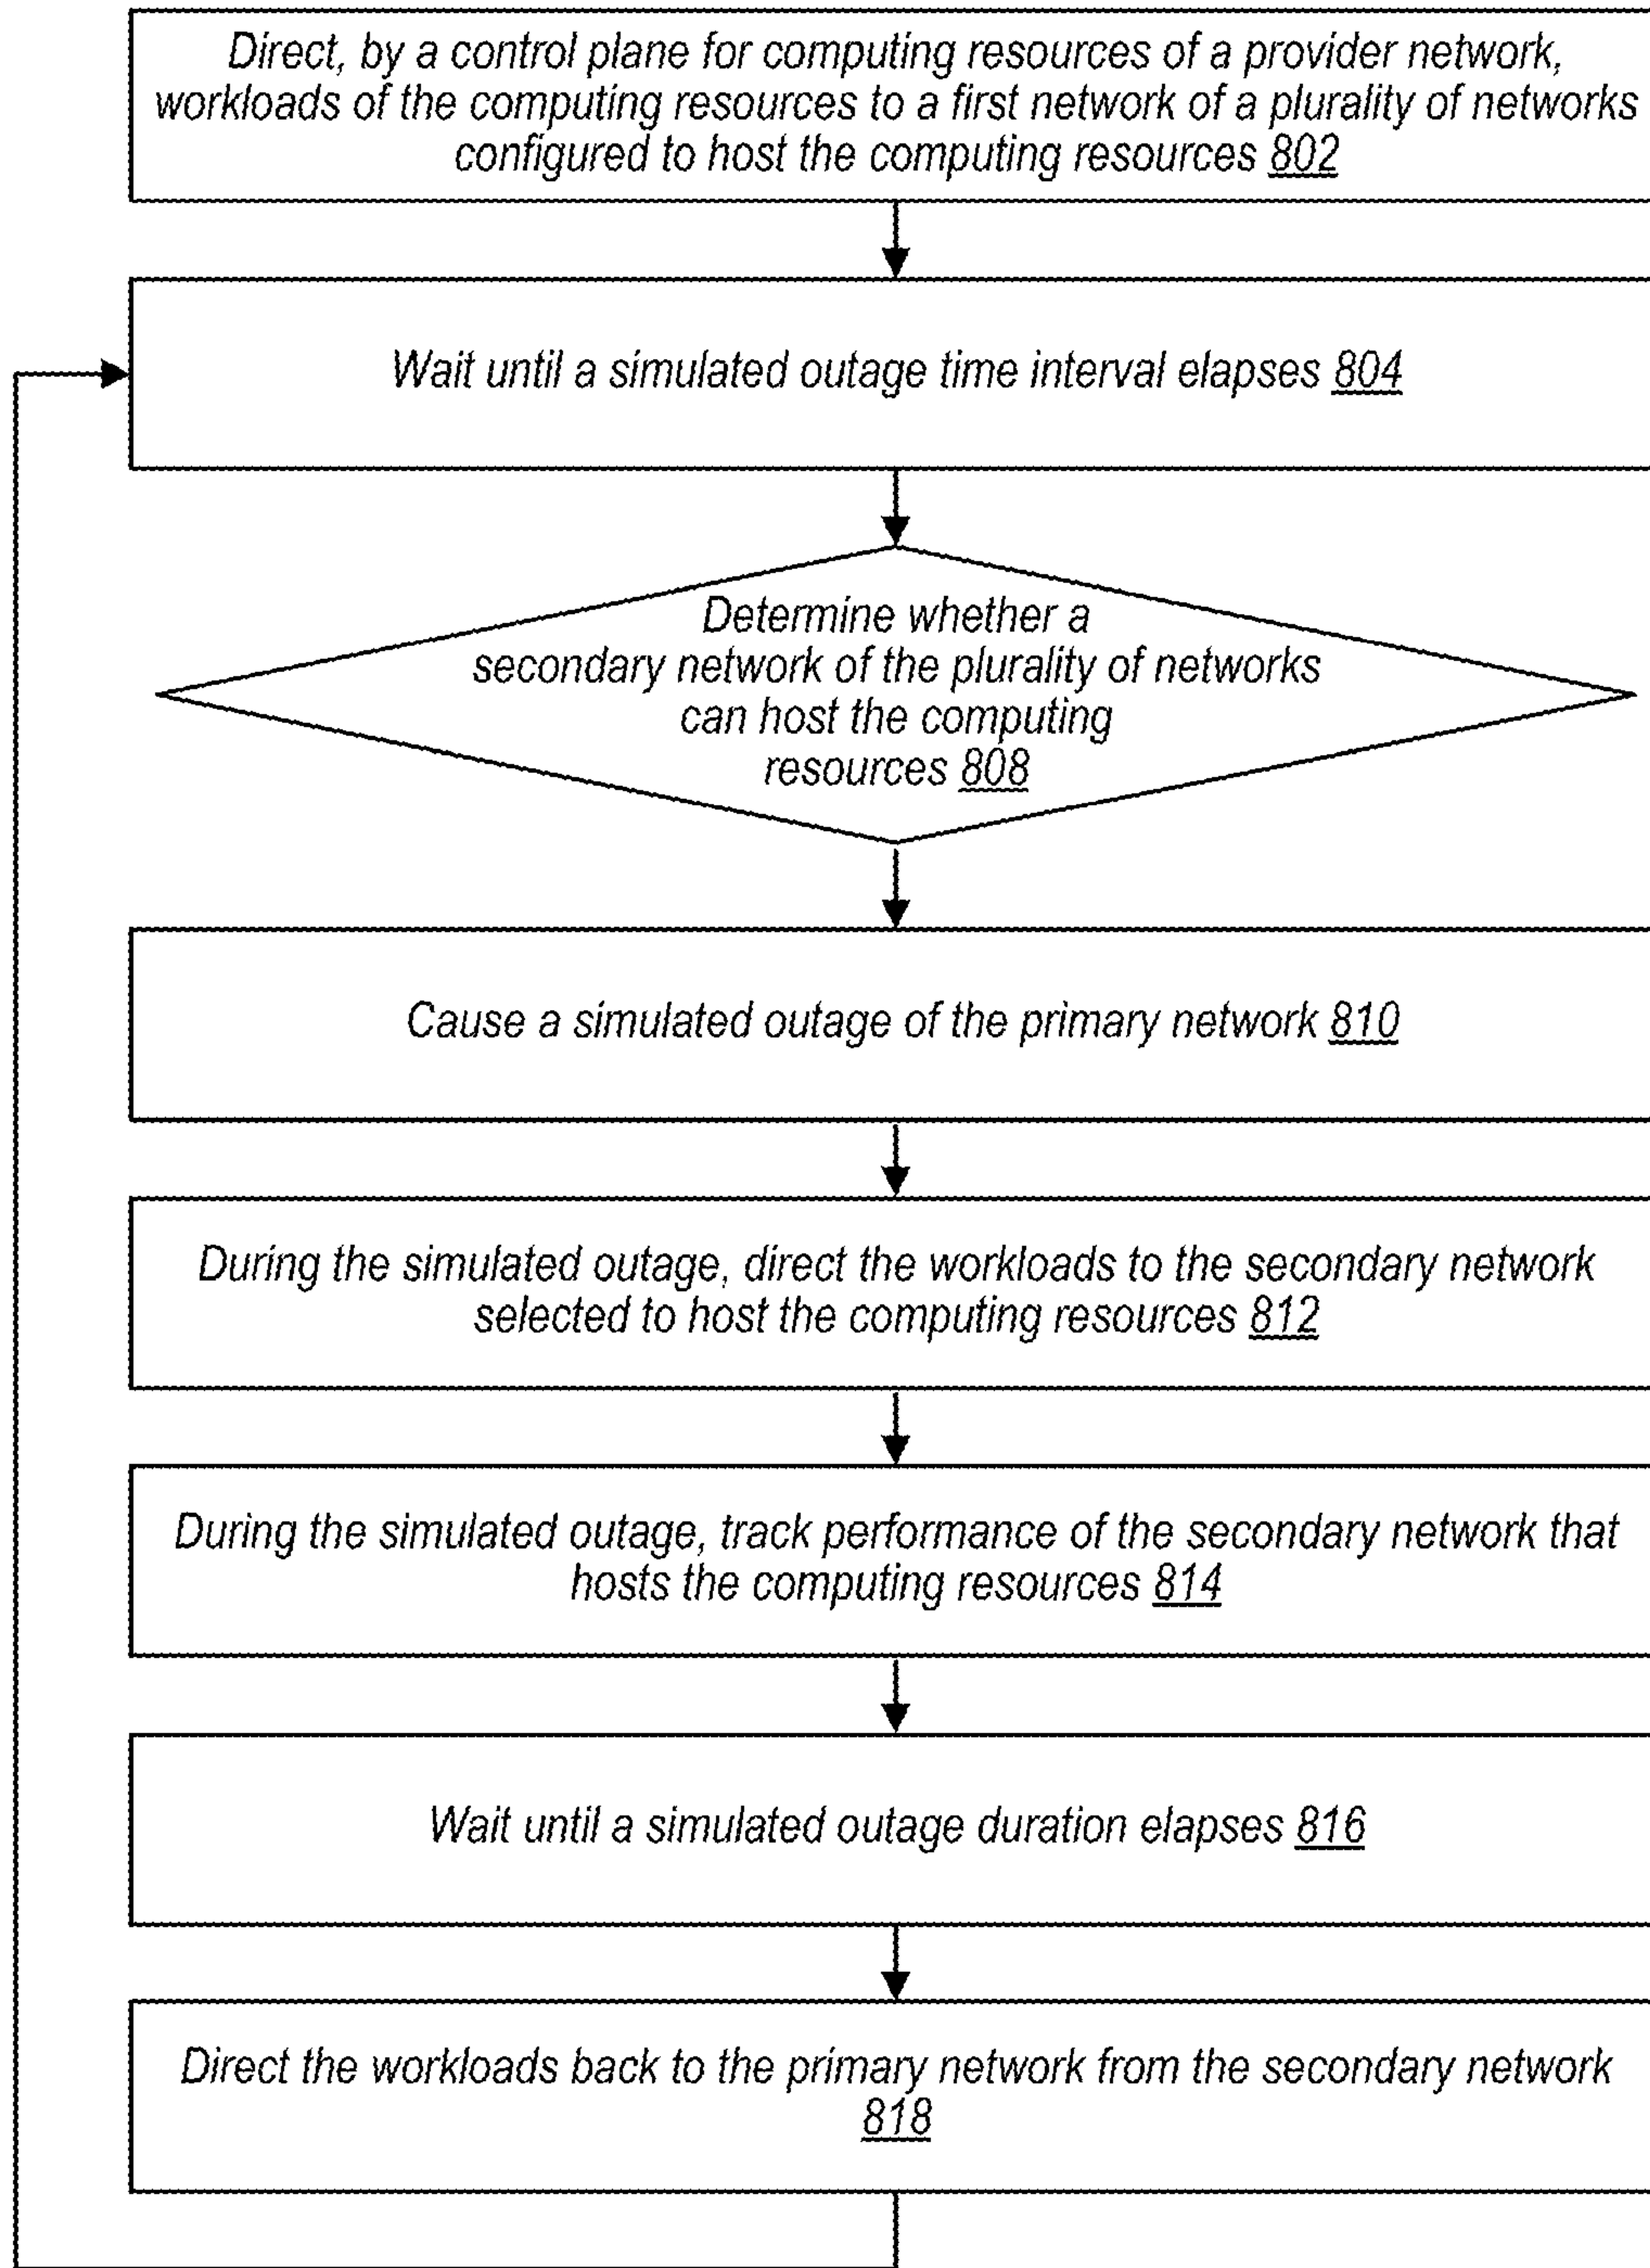 Direct, by a control plane for computing resources of a provider network,
workloads of the computing resources to a first network of a plurality of networks
configured to host the computing resources 802
Wait until a simulated outage time interval elapses 804
Determine whether a
secondary network of the plurality of networks
can host the computing
resources 808
Cause a simulated outage of the primary network 810
During the simulated outage, direct the workloads to the secondary network
selected to host the computing resources 812
During the simulated outage, track performance of the secondary network that
hosts the computing resources 814
Wait until a simulated outage duration elapses 816
Direct the workloads back to the primary network from the secondary network
818